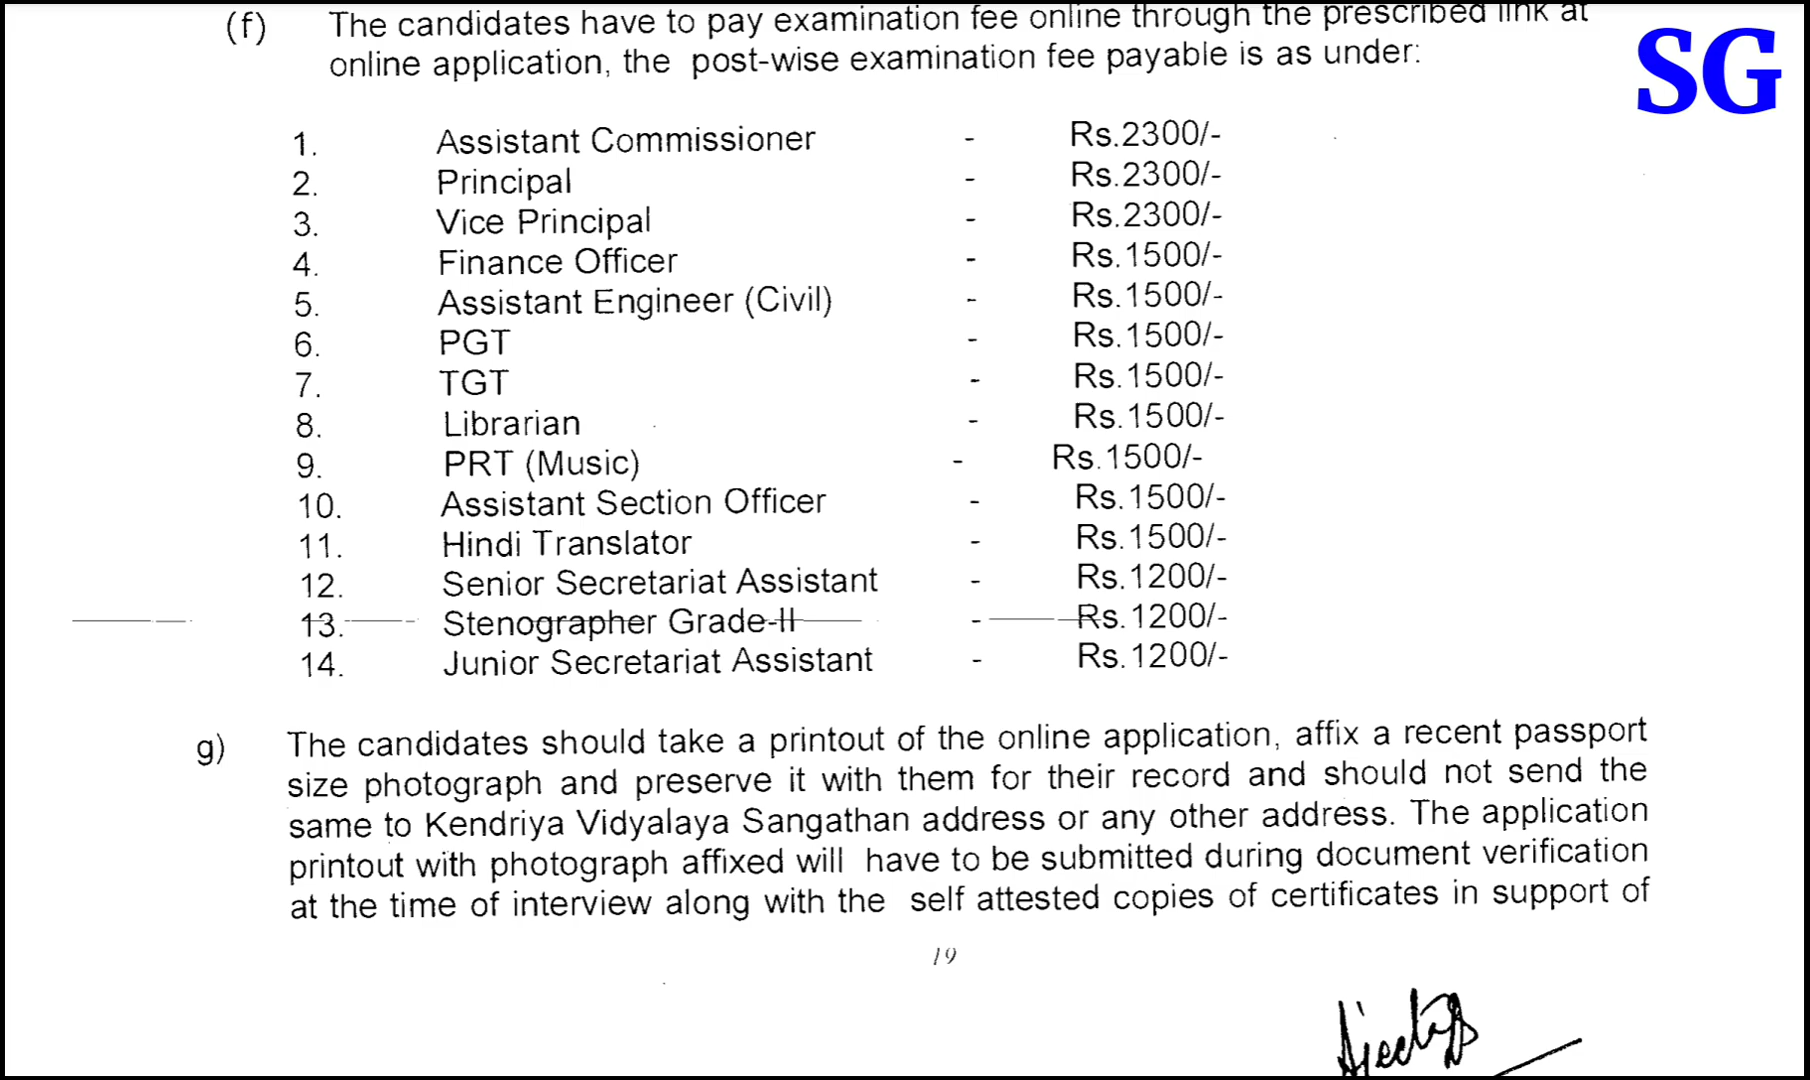 (f) The candidates have to pay examination fee online through the prescribed link at
online application, the post-wise examination fee payable is as under:
SG
1. Assistant Commissioner - Rs.2300/-
2. Principal - Rs.2300/-
3. Vice Principal - Rs.2300/-
4. Finance Officer - Rs.1500/-
5. Assistant Engineer (Civil) - Rs.1500/-
6. PGT - Rs.1500/-
7. TGT - Rs.1500/-
8. Librarian - Rs.1500/-
9. PRT (Music) - Rs.1500/-
10. Assistant Section Officer - Rs.1500/-
11. Hindi Translator - Rs.1500/-
12. Senior Secretariat Assistant - Rs.1200/-
13. Stenographer Grade-II - Rs.1200/-
14. Junior Secretariat Assistant - Rs.1200/-
g) The candidates should take a printout of the online application, affix a recent passport
size photograph and preserve it with them for their record and should not send the
same to Kendriya Vidyalaya Sangathan address or any other address. The application
printout with photograph affixed will have to be submitted during document verification
at the time of interview along with the self attested copies of certificates in support of
19